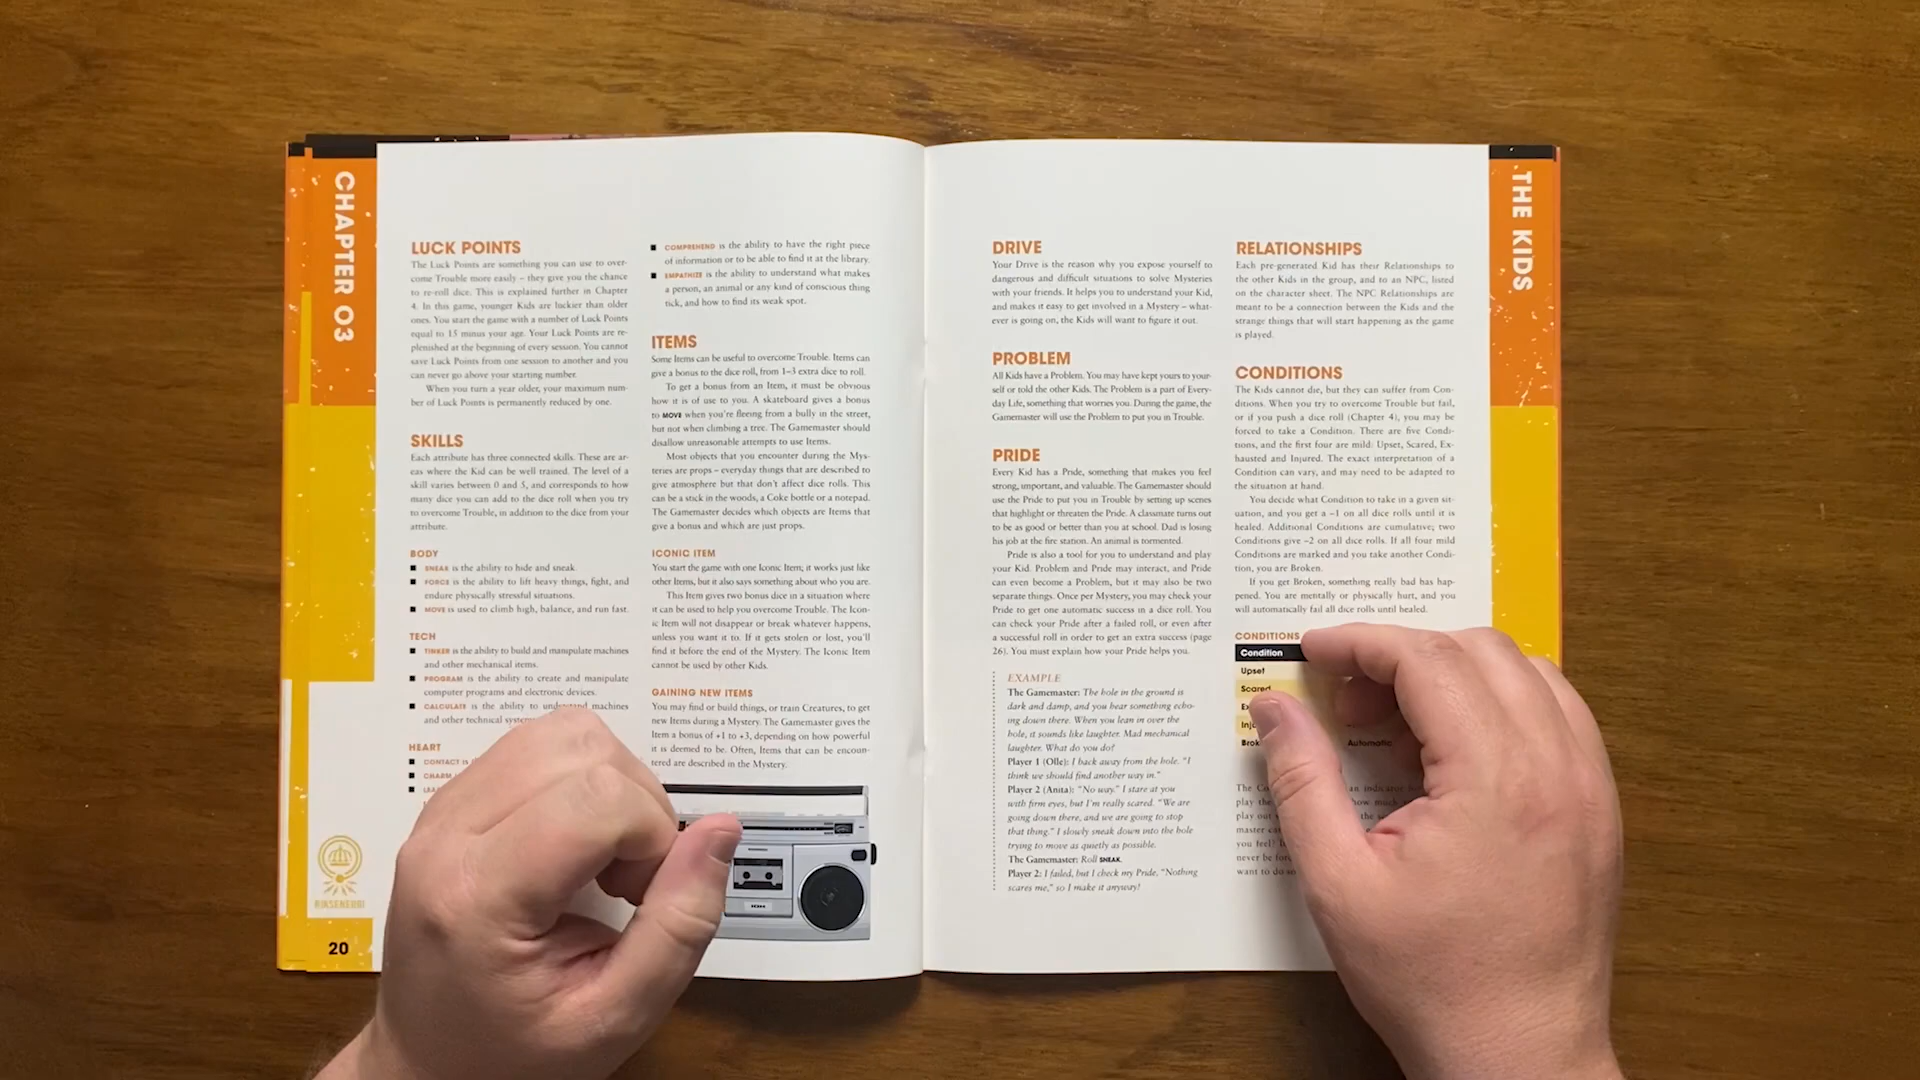 CHAPTER 03
LUCK POINTS
The Luck Points are something you can use to over-
come Trouble more easily – they give you the chance
to re-roll dice. This is explained further in Chapter
4. In this game, younger Kids are luckier than older
ones. You start the game with a number of Luck Points
equal to 15 minus your age. Your Luck Points are re-
plenished at the beginning of every session. You cannot
save Luck Points from one session to another and you
can never go above your starting number.
When you turn a year older, your maximum num-
ber of Luck Points is permanently reduced by one.
SKILLS
Each attribute has three connected skills. These are ar-
eas where the Kid can be well trained. The level of a
skill varies between 0 and 5, and corresponds to how
many dice you can add to the dice roll when you try
to overcome Trouble, in addition to the dice from your
attribute.
BODY
■ SNEAK is the ability to hide and sneak.
■ FORCE is the ability to lift heavy things, fight, and
endure physically stressful situations.
■ MOVE is used to climb high, balance, and run fast.
TECH
■ TINKER is the ability to build and manipulate machines
and other mechanical items.
■ PROGRAM is the ability to create and manipulate
computer programs and electronic devices.
■ CALCULATE is the ability to understand machines
and other technical
HEART
■ CONTACT
■ CHARM
■
RIKSENERGI
20
■ COMPREHEND is the ability to have the right piece
of information or to be able to find it at the library.
■ EMPATHIZE is the ability to understand what makes
a person, an animal or any kind of conscious thing
tick, and how to find its weak spot.
ITEMS
Some Items can be useful to overcome Trouble. Items can
give a bonus to the dice roll, from 1–3 extra dice to roll.
To get a bonus from an Item, it must be obvious
how it is of use to you. A skateboard gives a bonus
to MOVE when you're fleeing from a bully in the street,
but not when climbing a tree. The Gamemaster should
disallow unreasonable attempts to use Items.
Most objects that you encounter during the Mys-
teries are props – everyday things that are described to
give atmosphere but that don't affect dice rolls. This
can be a stick in the woods, a Coke bottle or a notepad.
The Gamemaster decides which objects are Items that
give a bonus and which are just props.
ICONIC ITEM
You start the game with one Iconic Item; it works just like
other Items, but it also says something about who you are.
This Item gives two bonus dice in a situation where
it can be used to help you overcome Trouble. The Icon-
ic Item will not disappear or break whatever happens,
unless you want it to. If it gets stolen or lost, you'll
find it before the end of the Mystery. The Iconic Item
cannot be used by other Kids.
GAINING NEW ITEMS
You may find or build things, or train Creatures, to get
new Items during a Mystery. The Gamemaster gives the
Item a bonus of +1 to +3, depending on how powerful
it is deemed to be. Often, Items that can be encoun-
tered are described in the Mystery.
DRIVE
Your Drive is the reason why you expose yourself to
dangerous and difficult situations to solve Mysteries
with your friends. It helps you to understand your Kid,
and makes it easy to get involved in a Mystery – what-
ever is going on, the Kids will want to figure it out.
PROBLEM
All Kids have a Problem. You may have kept yours to your-
self or told the other Kids. The Problem is a part of Every-
day Life, something that worries you. During the game, the
Gamemaster will use the Problem to put you in Trouble.
PRIDE
Every Kid has a Pride, something that makes you feel
strong, important, and valuable. The Gamemaster should
use the Pride to put you in Trouble by setting up scenes
that highlight or threaten the Pride. A classmate turns out
to be as good or better than you at school. Dad is losing
his job at the fire station. An animal is tormented.
Pride is also a tool for you to understand and play
your Kid. Problem and Pride may interact, and Pride
can even become a Problem, but it may also be two
separate things. Once per Mystery, you may check your
Pride to get one automatic success in a dice roll. You
can check your Pride after a failed roll, or even after
a successful roll in order to get an extra success (page
26). You must explain how your Pride helps you.
EXAMPLE
The Gamemaster: The hole in the ground is
dark and damp, and you hear something echo-
ing down there. When you lean in over the
hole, it sounds like laughter. Mad mechanical
laughter. What do you do?
Player 1 (Olle): I back away from the hole. "I
think we should find another way in."
Player 2 (Anita): "No way." I stare at you
with firm eyes, but I'm really scared. "We are
going down there, and we are going to stop
that thing." I slowly sneak down into the hole
trying to move as quietly as possible.
The Gamemaster: Roll SNEAK.
Player 2: I failed, but I check my Pride. "Nothing
scares me," so I make it anyway!
RELATIONSHIPS
Each pre-generated Kid has their Relationships to
the other Kids in the group, and to an NPC, listed
on the character sheet. The NPC Relationships are
meant to be a connection between the Kids and the
strange things that will start happening as the game
is played.
CONDITIONS
The Kids cannot die, but they can suffer from Con-
ditions. When you try to overcome Trouble but fail,
or if you push a dice roll (Chapter 4), you may be
forced to take a Condition. There are five Condi-
tions, and the first four are mild: Upset, Scared, Ex-
hausted and Injured. The exact interpretation of a
Condition can vary, and may need to be adapted to
the situation at hand.
You decide what Condition to take in a given sit-
uation, and you get a –1 on all dice rolls until it is
healed. Additional Conditions are cumulative; two
Conditions give –2 on all dice rolls. If all four mild
Conditions are marked and you take another Condi-
tion, you are Broken.
If you get Broken, something really bad has hap-
pened. You are mentally or physically hurt, and you
will automatically fail all dice rolls until healed.
CONDITIONS
Condition
Upset
Scared
Automatic
The an indicator
play the how much
play out the
master
you feel?
never be
want to do
THE KIDS